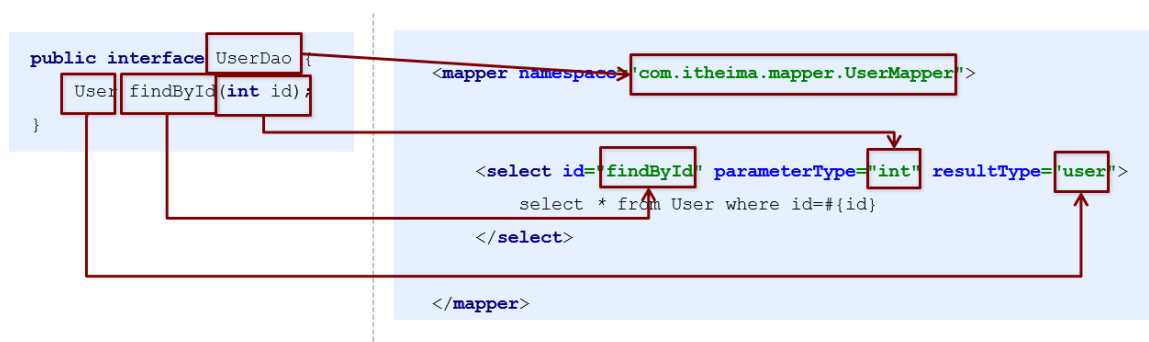 public interface UserDao {
User findById(int id);
}
<mapper namespace="com.itheima.mapper.UserMapper">
<select id="findById" parameterType="int" resultType="user">
select * from User where id=#{id}
</select>
</mapper>